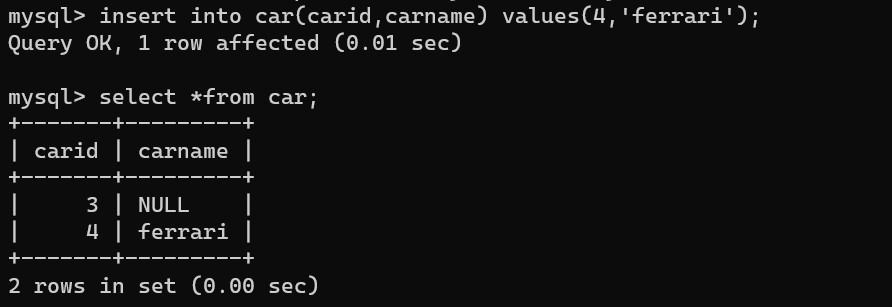 mysql> insert into car(carid,carname) values(4,'ferrari');
Query OK, 1 row affected (0.01 sec)
mysql> select *from car;
+-------+---------+
| carid | carname |
+-------+---------+
|     3 | NULL    |
|     4 | ferrari |
+-------+---------+
2 rows in set (0.00 sec)